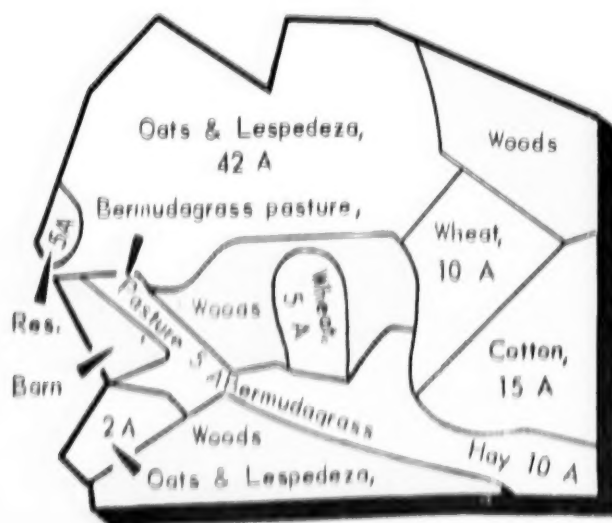 Oats & Lespedeza,
42 A
Woods
Bermudagrass pasture,
5A
Wheat,
10 A
Woods
Wheat,
5 A
Pasture 5 A
Res.
Barn
Cotton,
15 A
Bermudagrass
2 A
Woods
Hay 10 A
Oats & Lespedeza,